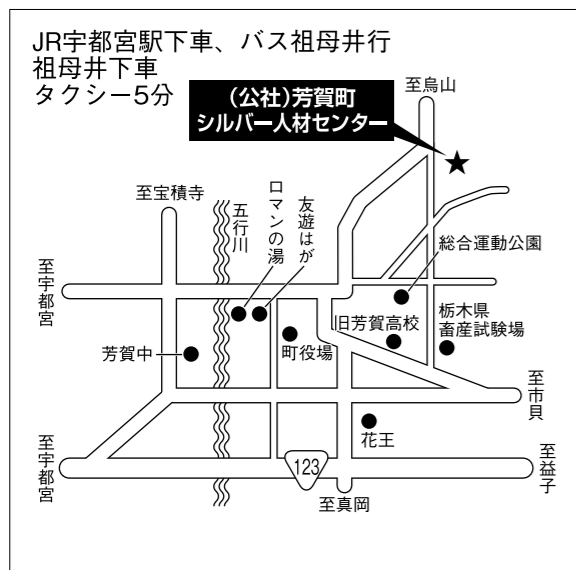 JR宇都宮駅下車、バス祖母井行
祖母井下車
タクシー5分
(公社)芳賀町
シルバー人材センター
至烏山
至宝積寺
五行川
ロマンの湯
友遊はが
総合運動公園
至宇都宮
旧芳賀高校
栃木県
畜産試験場
町役場
芳賀中
至市貝
花王
至宇都宮
123
至益子
至真岡